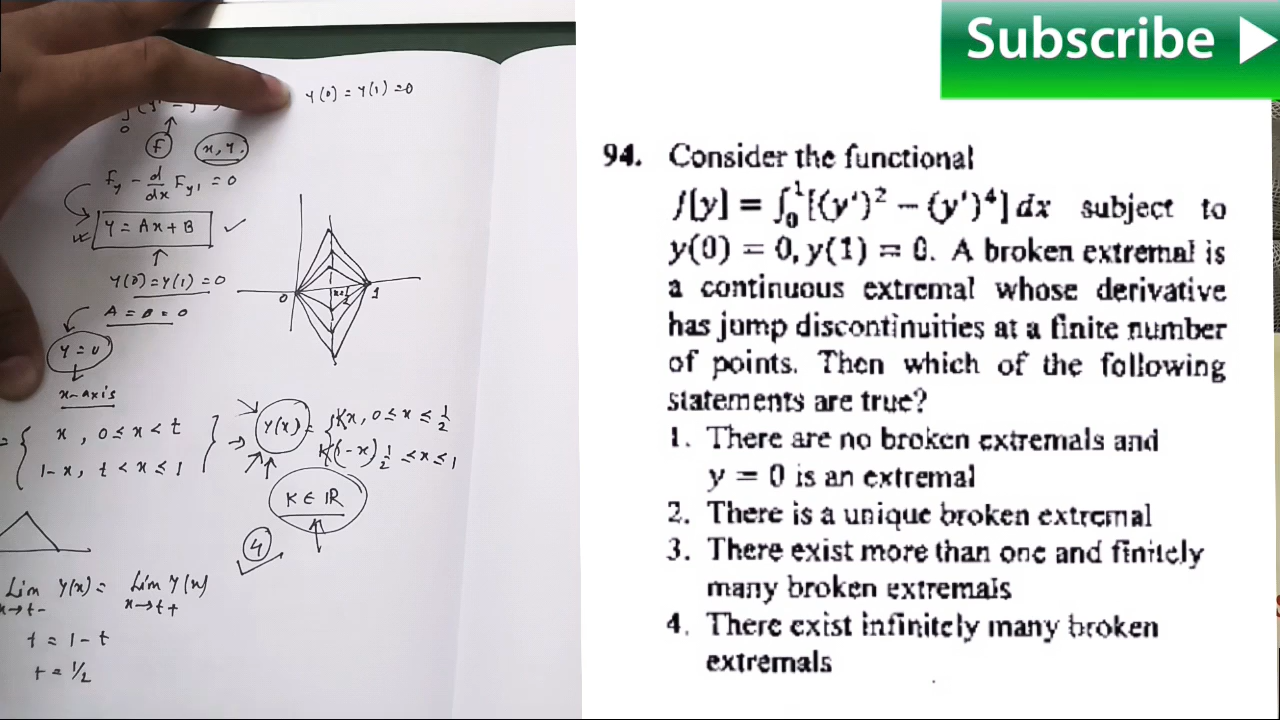 Subscribe
y(0) = y(1) = 0
F
x, y.
Fy - d/dx Fy1 = 0
y = Ax + B
y(0) = y(1) = 0
A = B = 0
y = 0
x-axis
0
x=1/2
1
= { x, 0 ≤ x < t
1-x, t < x ≤ 1 }
y(x) = { Kx, 0 ≤ x ≤ 1/2
K(1-x) 1/2 ≤ x ≤ 1
K ∈ IR
4
Lim y(x) = Lim y(x)
x→t- x→t+
t = 1 - t
t = 1/2
94. Consider the functional
J[y] = ∫₀¹[(y')² − (y')⁴] dx subject to
y(0) = 0, y(1) = 0. A broken extremal is
a continuous extremal whose derivative
has jump discontinuities at a finite number
of points. Then which of the following
statements are true?
1. There are no broken extremals and
y = 0 is an extremal
2. There is a unique broken extremal
3. There exist more than one and finitely
many broken extremals
4. There exist infinitely many broken
extremals